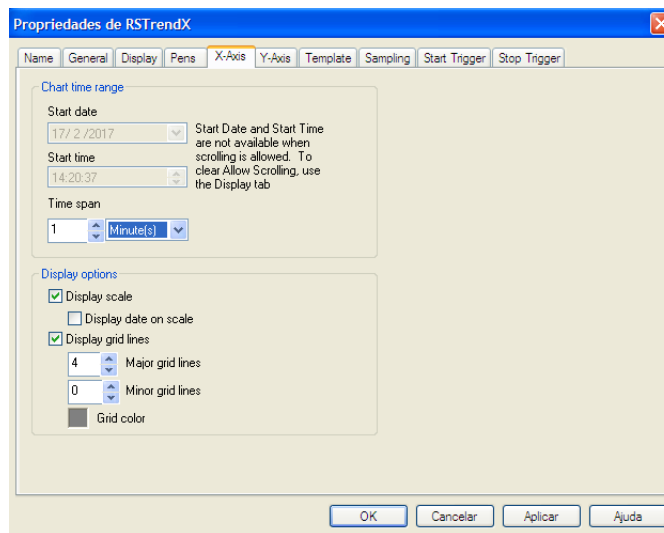 Propriedades de RSTrendX
Name General Display Pens X-Axis Y-Axis Template Sampling Start Trigger Stop Trigger
Chart time range
Start date
17/ 2 /2017
Start time
14:20:37
Start Date and Start Time
are not available when
scrolling is allowed. To
clear Allow Scrolling, use
the Display tab
Time span
1 Minute(s)
Display options
Display scale
Display date on scale
Display grid lines
4 Major grid lines
0 Minor grid lines
Grid color
OK Cancelar Aplicar Ajuda